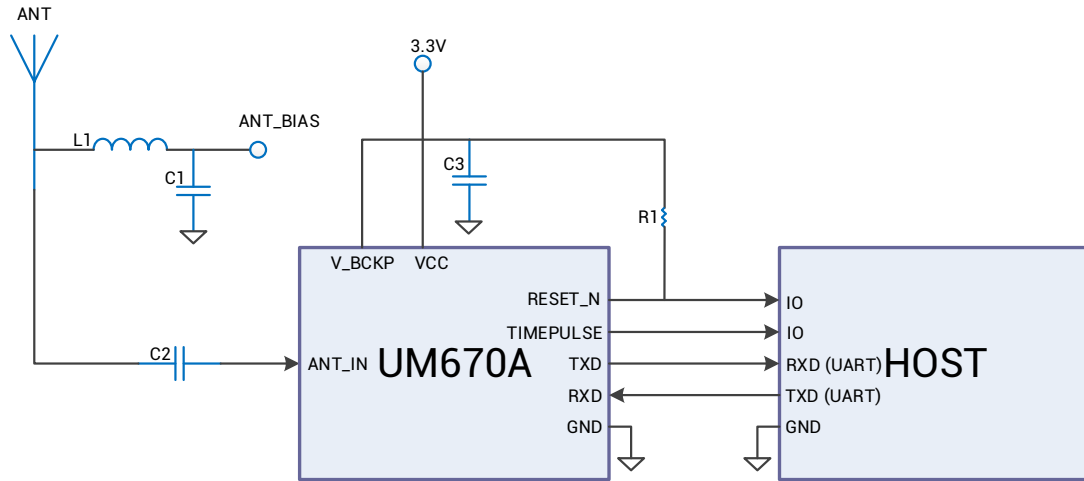 ANT
3.3V
ANT_BIAS
L1
C1
C3
R1
V_BCKP VCC
RESET_N
IO
TIMEPULSE
IO
C2
ANT_IN
UM670A
TXD
RXD (UART)
HOST
RXD
TXD (UART)
GND
GND